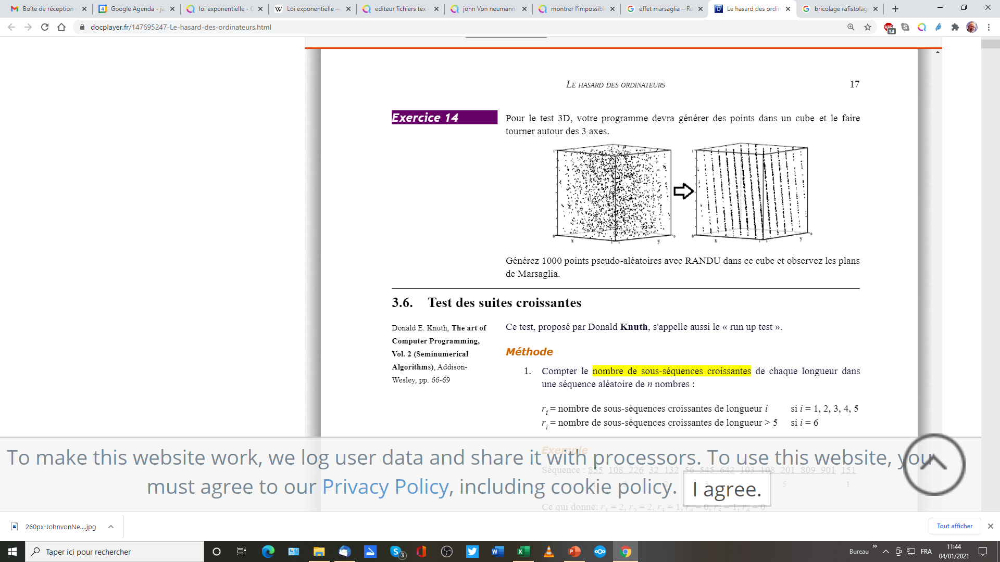 Boîte de réception -
Google Agenda - ja
loi exponentielle - C
Loi exponentielle —
editeur fichiers tex -
john Von neumann
montrer l'impossibl
effet marsaglia – Re
Le hasard des ordin
bricolage rafistolag
docplayer.fr/147695247-Le-hasard-des-ordinateurs.html
14
LE HASARD DES ORDINATEURS
17
Exercice 14
Pour le test 3D, votre programme devra générer des points dans un cube et le faire
tourner autour des 3 axes.
x
y
x
y
Générez 1000 points pseudo-aléatoires avec RANDU dans ce cube et observez les plans
de Marsaglia.
3.6. Test des suites croissantes
Donald E. Knuth, The art of
Computer Programming,
Vol. 2 (Seminumerical
Algorithms), Addison-
Wesley, pp. 66-69
Ce test, proposé par Donald Knuth, s'appelle aussi le « run up test ».
Méthode
1. Compter le nombre de sous-séquences croissantes de chaque longueur dans
une séquence aléatoire de n nombres :
ri = nombre de sous-séquences croissantes de longueur i si i = 1, 2, 3, 4, 5
ri = nombre de sous-séquences croissantes de longueur > 5 si i = 6
Exemple
Séquence : 855 108 226 32 132 56 545 642 103 108 201 809 901 151
5 1
Ce qui donne: r1 = 2, r2 = 2, r3 = 1, r4 = 0, r5 = 1, r6 = 0
To make this website work, we log user data and share it with processors. To use this website, you
must agree to our Privacy Policy, including cookie policy. I agree.
260px-JohnvonNe....jpg
Tout afficher
Taper ici pour rechercher
3
Bureau
FRA
11:44
04/01/2021